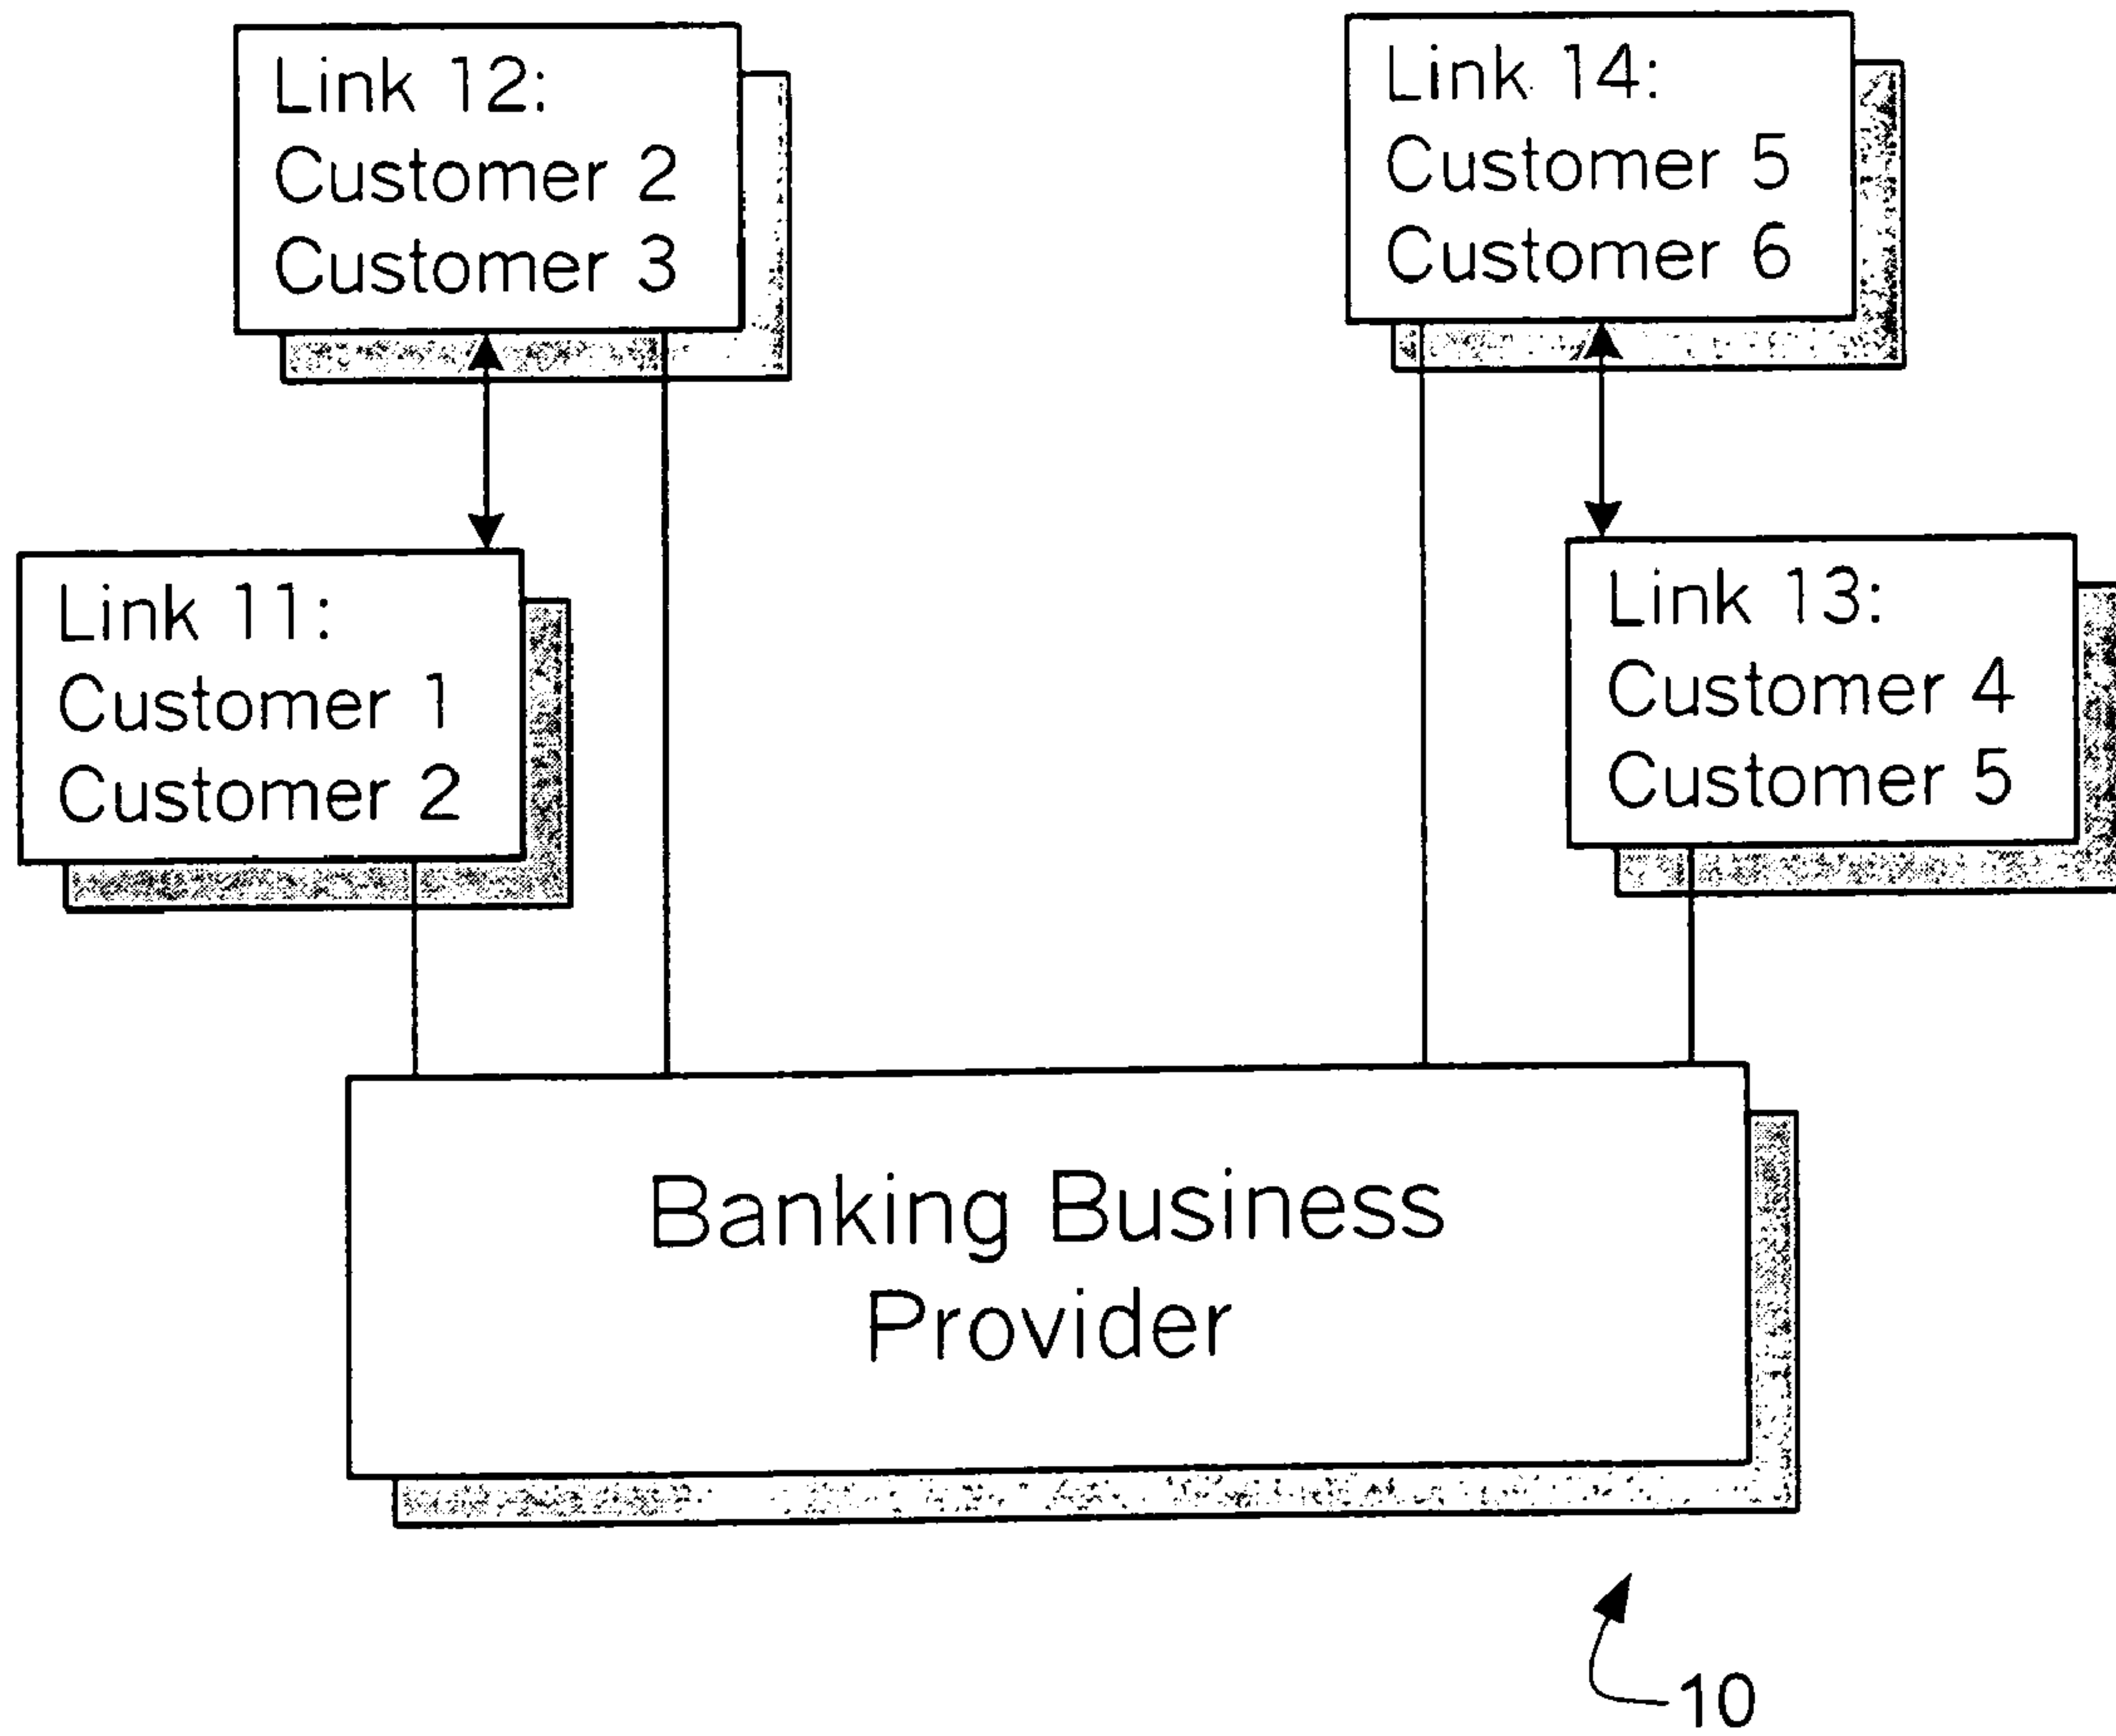 Link 12:
Customer 2
Customer 3
Link 14:
Customer 5
Customer 6
Link 11:
Customer 1
Customer 2
Link 13:
Customer 4
Customer 5
Banking Business
Provider
10